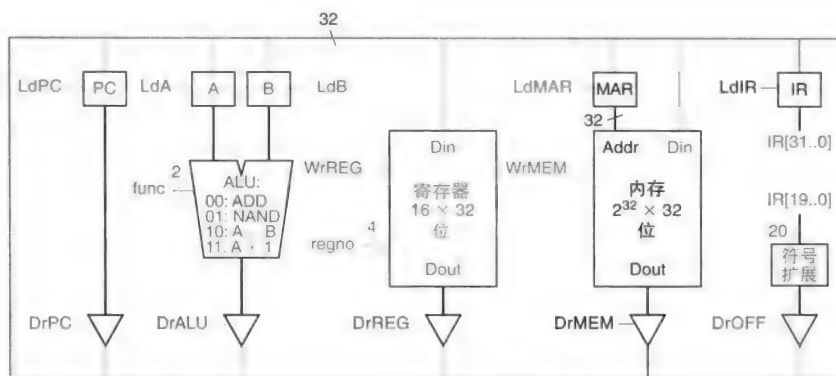 32
LdPC PC LdA A B LdB LdMAR MAR LdIR IR
32
Din Addr Din IR[31..0]
2 WrREG WrMEM
func ALU:
00: ADD
01: NAND
10: A B
11. A · 1
寄存器
16 × 32
位
4
regno
Dout
内存
2³² × 32
位
Dout
IR[19..0]
20
符号
扩展
DrPC DrALU DrREG DrMEM DrOFF